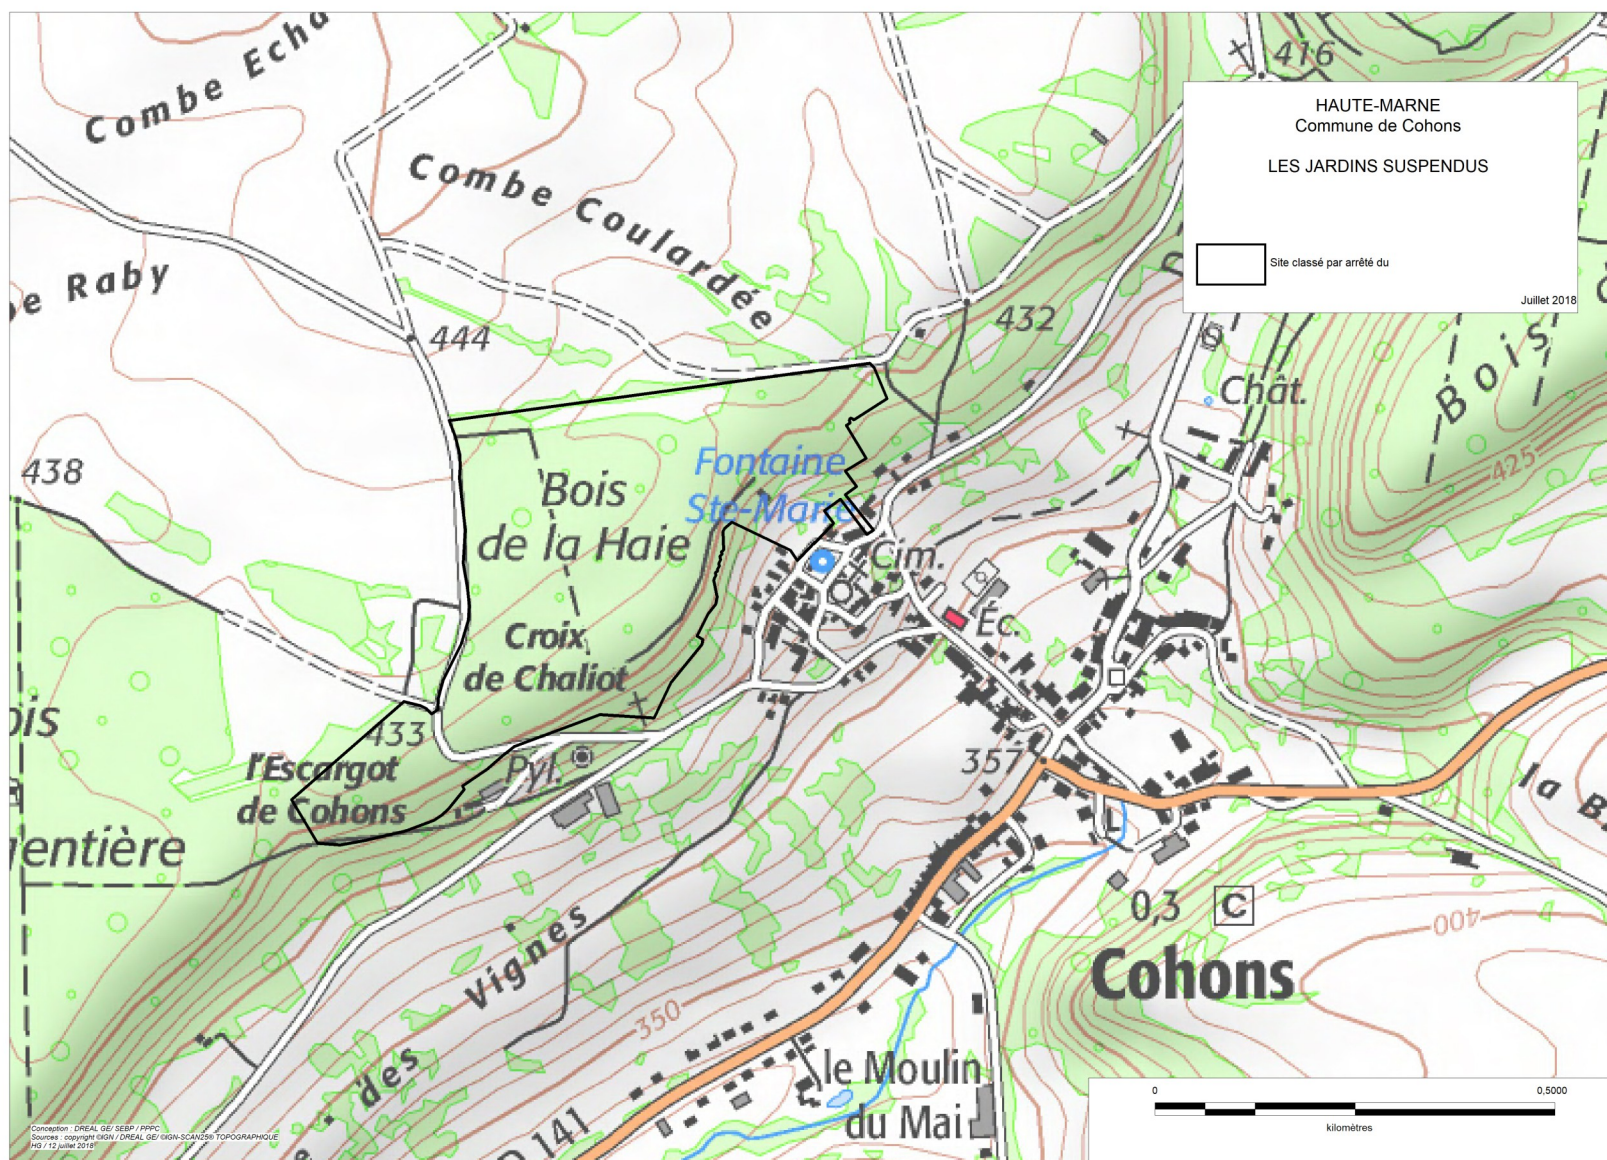 Combe Echa
416
HAUTE-MARNE
Commune de Cohons
LES JARDINS SUSPENDUS
Site classé par arrêté du
Juillet 2018
Combe Coulardée
be Raby
444
432
Bois
Chât.
438
425
Fontaine
Ste-Marie
Bois
de la Haie
Cim.
Éc.
Croix
de Chaliot
433
l'Escargot
de Cohons
Pyl.
357
ois
gentière
la B
0,3
C
Cohons
400
Vignes
des
350
le Moulin
du Mai
D 141
L
0
0,5000
kilomètres
Conception : DREAL GE/ SEBP / PPPC
Sources : copyright ©IGN / DREAL GE/ ©IGN-SCAN25® TOPOGRAPHIQUE
HG / 12 juillet 2018